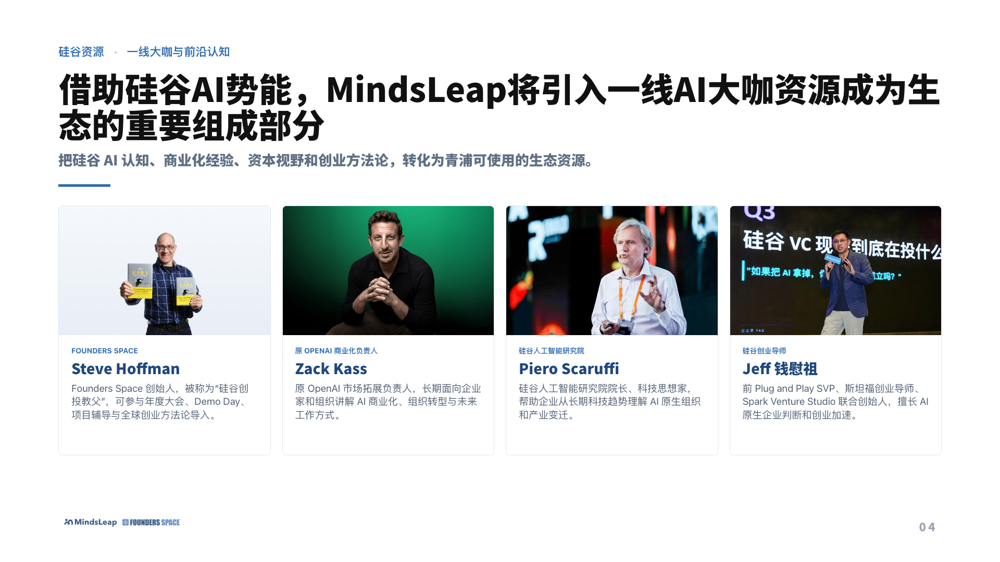 硅谷资源 · 一线大咖与前沿认知
借助硅谷AI势能，MindsLeap将引入一线AI大咖资源成为生
态的重要组成部分
把硅谷 AI 认知、商业化经验、资本视野和创业方法论，转化为青浦可使用的生态资源。
让大象飞
Q3
硅谷 VC 现 到底在投什么
"如果把 AI 拿掉， 成立吗？"
FOUNDERS SPACE
Steve Hoffman
Founders Space 创始人，被称为“硅谷创
投教父”，可参与年度大会、Demo Day、
项目辅导与全球创业方法论导入。
原 OPENAI 商业化负责人
Zack Kass
原 OpenAI 市场拓展负责人，长期面向企业
家和组织讲解 AI 商业化、组织转型与未来
工作方式。
硅谷人工智能研究院
Piero Scaruffi
硅谷人工智能研究院院长、科技思想家，
帮助企业从长期科技趋势理解 AI 原生组织
和产业变迁。
硅谷创业导师
Jeff 钱慰祖
前 Plug and Play SVP、斯坦福创业导师、
Spark Venture Studio 联合创始人，擅长 AI
原生企业判断和创业加速。
MindsLeap FOUNDERS SPACE
04